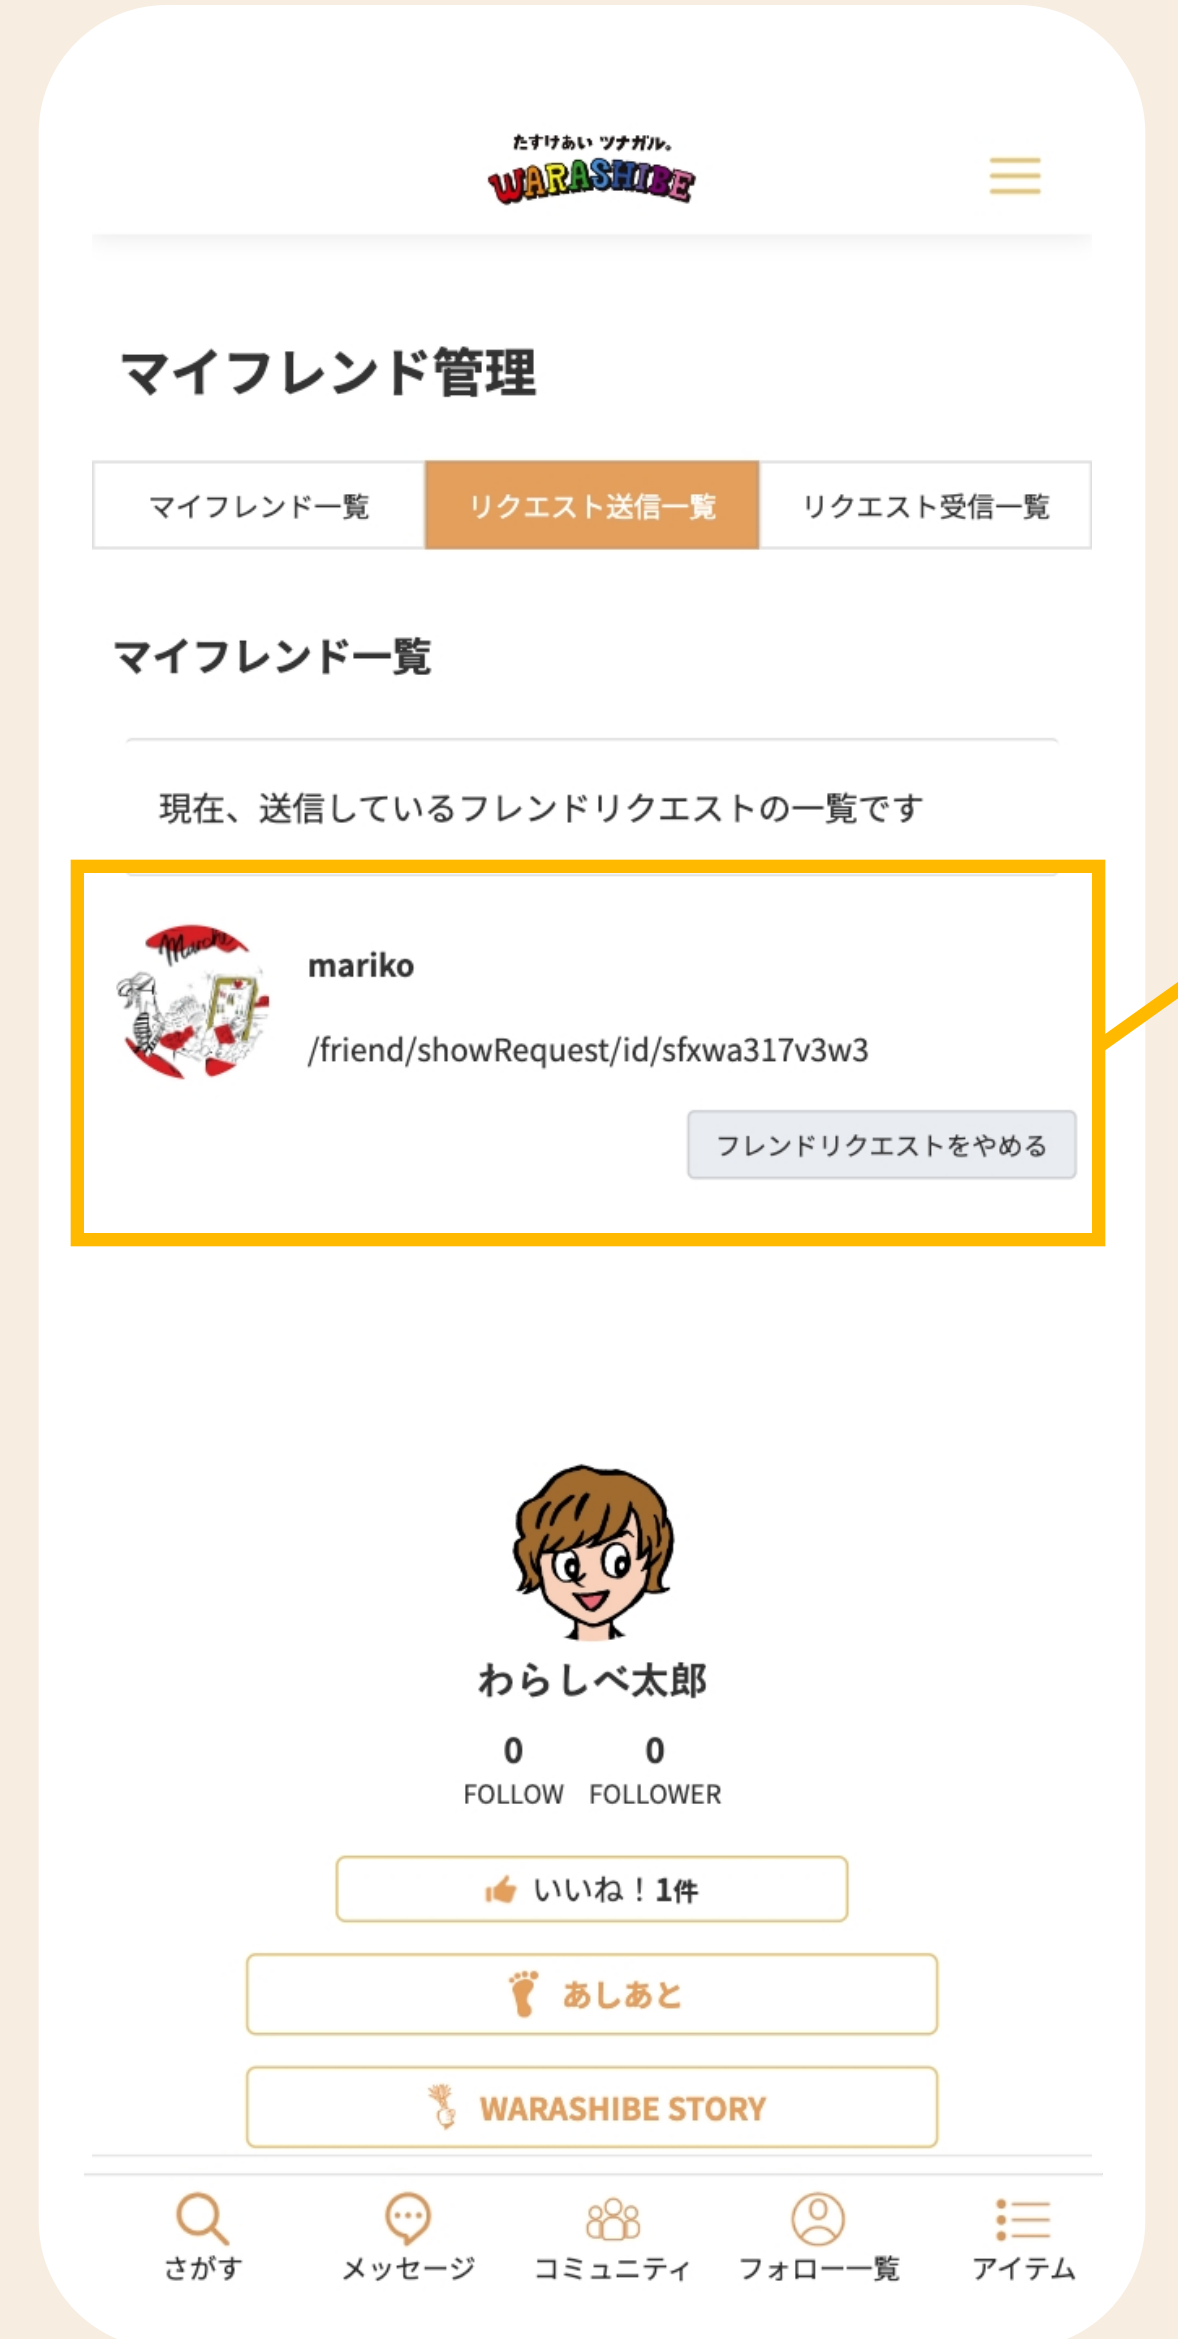 たすけあい ツナガル。
WARASHIBE
マイフレンド管理
マイフレンド一覧
リクエスト送信一覧
リクエスト受信一覧
マイフレンド一覧
現在、送信しているフレンドリクエストの一覧です
Marche
mariko
/friend/showRequest/id/sfxwa317v3w3
フレンドリクエストをやめる
わらしべ太郎
0 0
FOLLOW FOLLOWER
いいね！1件
あしあと
WARASHIBE STORY
さがす メッセージ コミュニティ フォロー一覧 アイテム